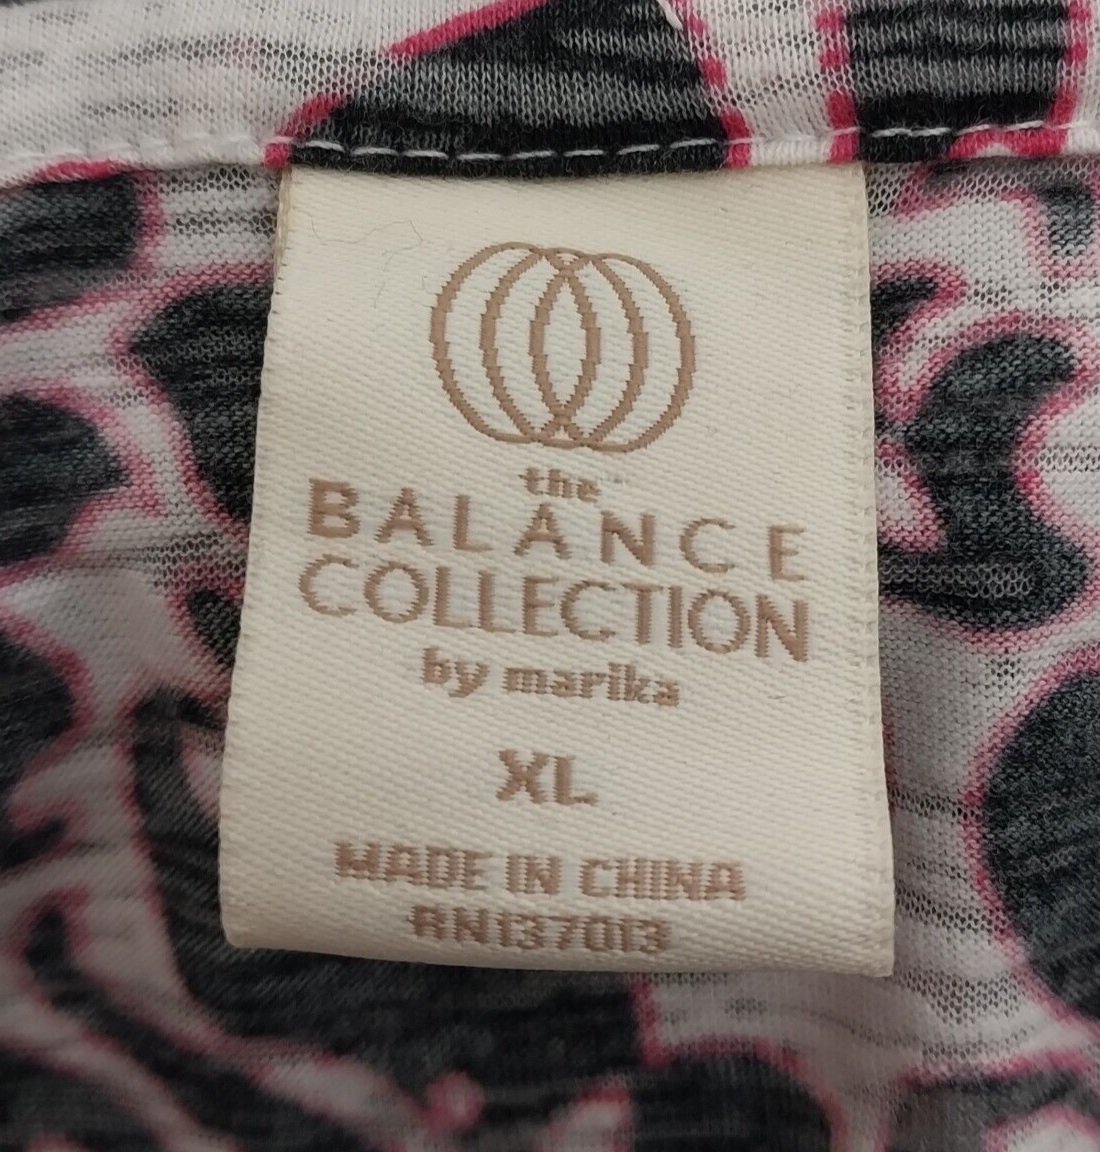 the
BALANCE
COLLECTION
by marika
XL
MADE IN CHINA
RN137013